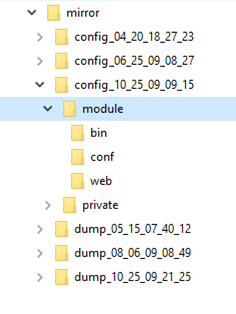 mirror
config_04_20_18_27_23
config_06_25_09_08_27
config_10_25_09_09_15
module
bin
conf
web
private
dump_05_15_07_40_12
dump_08_06_09_08_49
dump_10_25_09_21_25